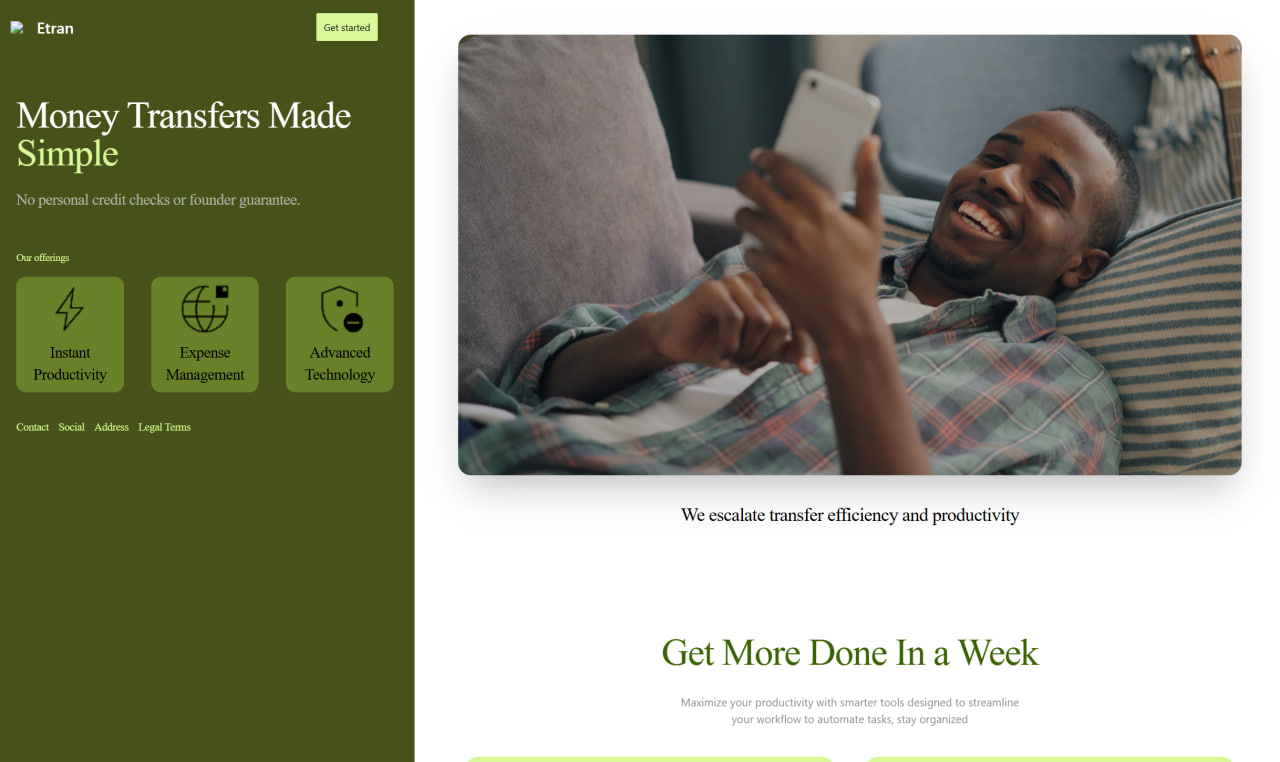 Etran
Get started
Money Transfers Made
Simple
No personal credit checks or founder guarantee.
Our offerings
Instant
Productivity
Expense
Management
Advanced
Technology
Contact Social Address Legal Terms
We escalate transfer efficiency and productivity
Get More Done In a Week
Maximize your productivity with smarter tools designed to streamline
your workflow to automate tasks, stay organized